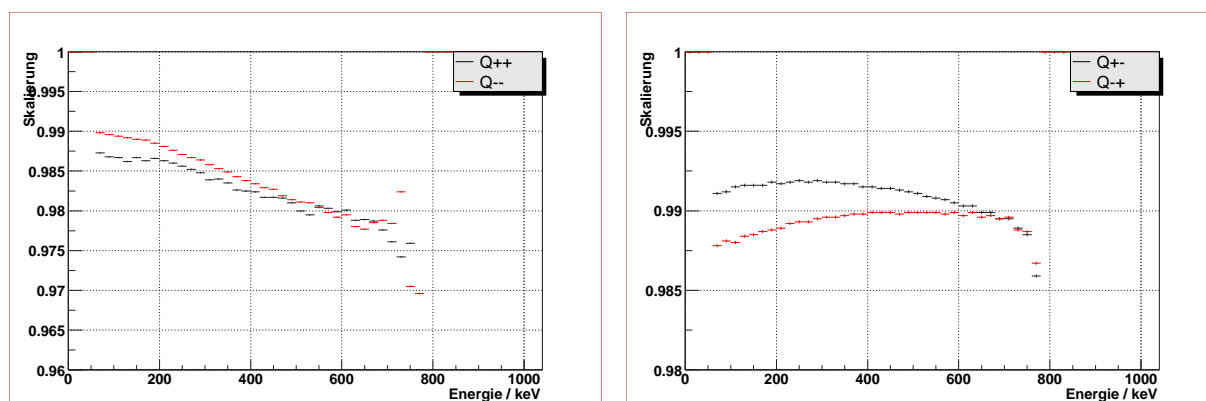 Skalierung
1
0.995
0.99
0.985
0.98
0.975
0.97
0.965
0.96
0 200 400 600 800 1000
Energie / keV
Q++
Q--
Skalierung
1
0.995
0.99
0.985
0.98
0 200 400 600 800 1000
Energie / keV
Q+-
Q-+